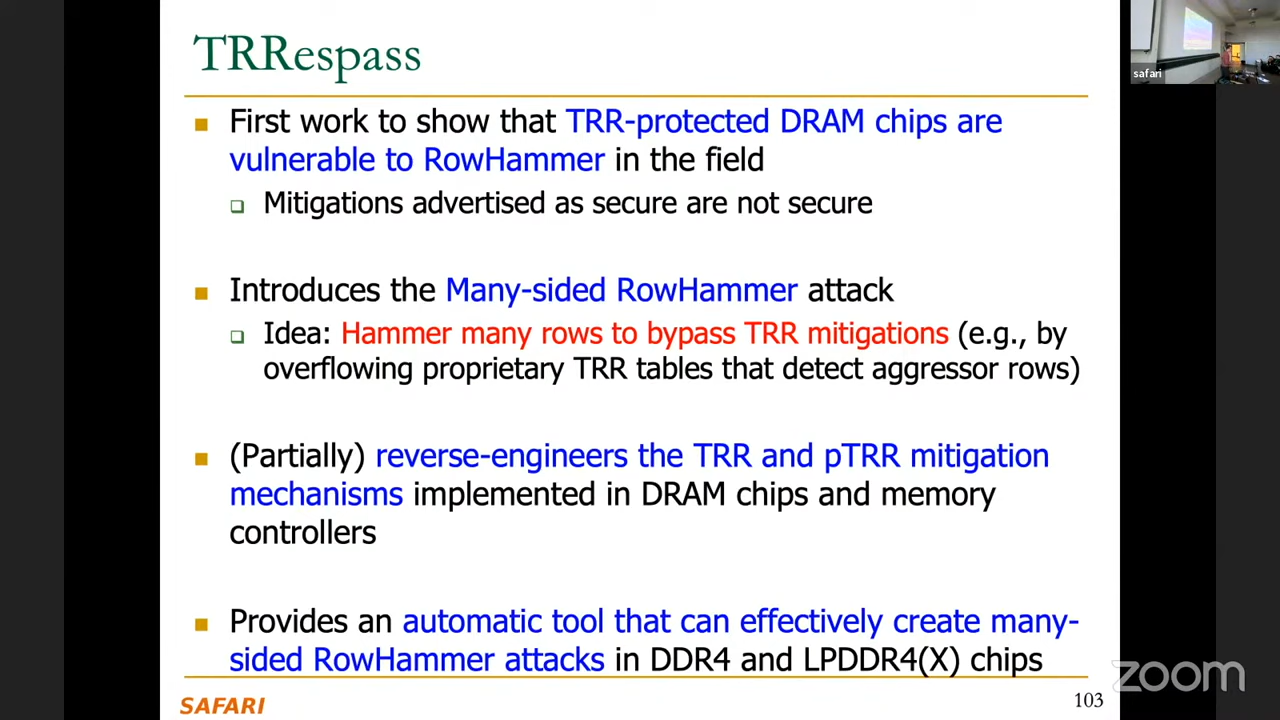 TRRespass
First work to show that TRR-protected DRAM chips are
vulnerable to RowHammer in the field
Mitigations advertised as secure are not secure
Introduces the Many-sided RowHammer attack
Idea: Hammer many rows to bypass TRR mitigations (e.g., by
overflowing proprietary TRR tables that detect aggressor rows)
(Partially) reverse-engineers the TRR and pTRR mitigation
mechanisms implemented in DRAM chips and memory
controllers
Provides an automatic tool that can effectively create many-
sided RowHammer attacks in DDR4 and LPDDR4(X) chips
SAFARI
103
safari
zoom